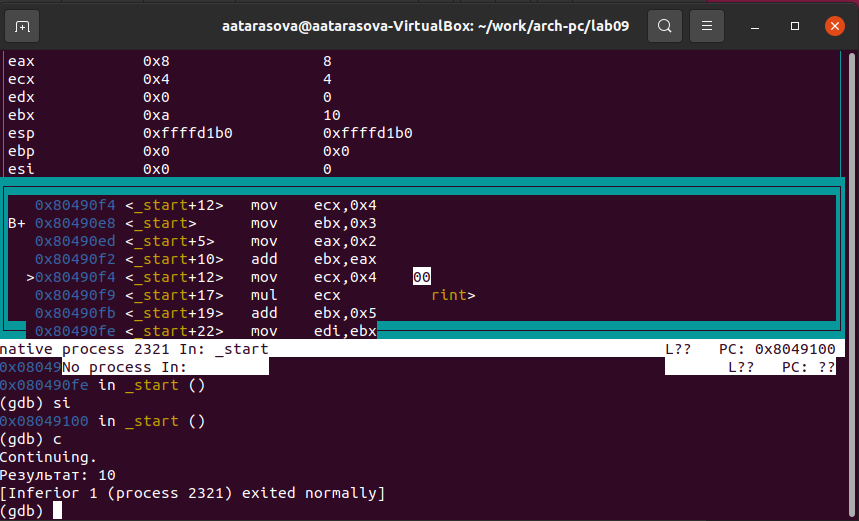 aatarasova@aatarasova-VirtualBox: ~/work/arch-pc/lab09
eax 0x8 8
ecx 0x4 4
edx 0x0 0
ebx 0xa 10
esp 0xffffd1b0 0xffffd1b0
ebp 0x0 0x0
esi 0x0 0
0x80490f4 <_start+12> mov ecx,0x4
B+ 0x80490e8 <_start> mov ebx,0x3
0x80490ed <_start+5> mov eax,0x2
0x80490f2 <_start+10> add ebx,eax
>0x80490f4 <_start+12> mov ecx,0x4 00
0x80490f9 <_start+17> mul ecx rint>
0x80490fb <_start+19> add ebx,0x5
0x80490fe <_start+22> mov edi,ebx
native process 2321 In: _start L?? PC: 0x8049100
0x08049No process In: L?? PC: ??
0x080490fe in _start ()
(gdb) si
0x08049100 in _start ()
(gdb) c
Continuing.
Результат: 10
[Inferior 1 (process 2321) exited normally]
(gdb)